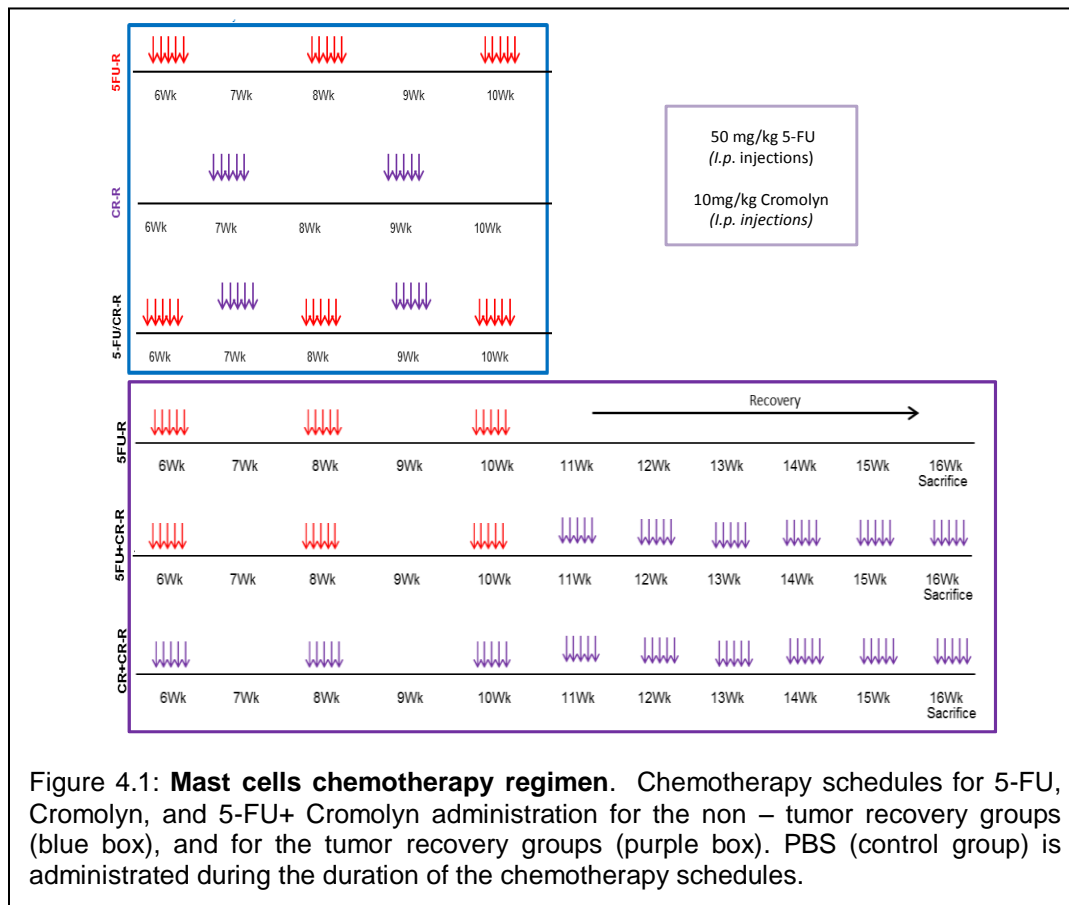 5FU-R
6Wk 7Wk 8Wk 9Wk 10Wk
CR-R
6Wk 7Wk 8Wk 9Wk 10Wk
5-FU/CR-R
6Wk 7Wk 8Wk 9Wk 10Wk
50 mg/kg 5-FU
(I.p. injections)
10mg/kg Cromolyn
(I.p. injections)
Recovery
5FU-R
6Wk 7Wk 8Wk 9Wk 10Wk 11Wk 12Wk 13Wk 14Wk 15Wk 16Wk
Sacrifice
5FU+CR-R
6Wk 7Wk 8Wk 9Wk 10Wk 11Wk 12Wk 13Wk 14Wk 15Wk 16Wk
Sacrifice
CR+CR-R
6Wk 7Wk 8Wk 9Wk 10Wk 11Wk 12Wk 13Wk 14Wk 15Wk 16Wk
Sacrifice
Figure 4.1: Mast cells chemotherapy regimen. Chemotherapy schedules for 5-FU,
Cromolyn, and 5-FU+ Cromolyn administration for the non – tumor recovery groups
(blue box), and for the tumor recovery groups (purple box). PBS (control group) is
administrated during the duration of the chemotherapy schedules.